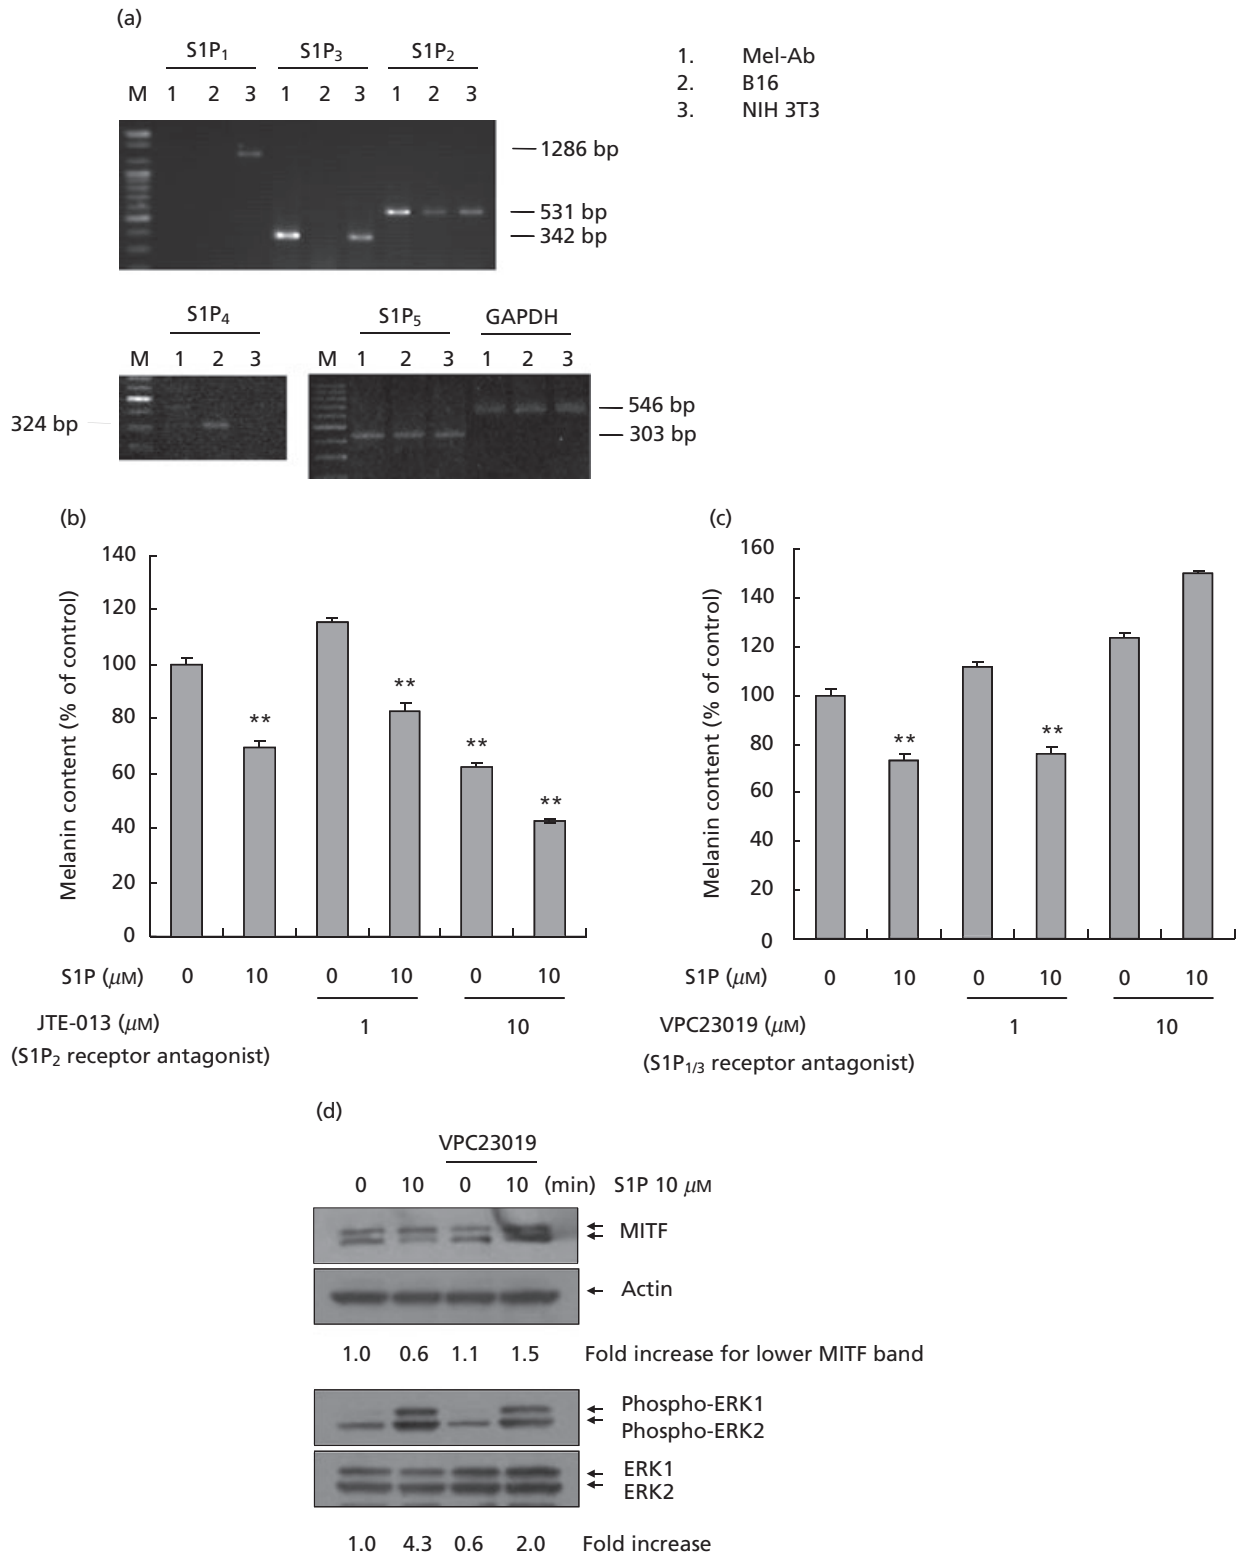 (a)
S1P1 S1P3 S1P2
M 1 2 3 1 2 3 1 2 3
1. Mel-Ab
2. B16
3. NIH 3T3
1286 bp
531 bp
342 bp
S1P4 S1P5 GAPDH
M 1 2 3 M 1 2 3 1 2 3
324 bp
546 bp
303 bp
(b)
Melanin content (% of control)
140
120
100
80
60
40
20
0
** ** ** **
S1P (μM) 0 10 0 10 0 10
JTE-013 (μM) 1 10
(S1P2 receptor antagonist)
(c)
Melanin content (% of control)
160
140
120
100
80
60
40
20
0
** **
S1P (μM) 0 10 0 10 0 10
VPC23019 (μM) 1 10
(S1P1/3 receptor antagonist)
(d)
VPC23019
0 10 0 10 (min) S1P 10 μM
MITF
Actin
1.0 0.6 1.1 1.5 Fold increase for lower MITF band
Phospho-ERK1
Phospho-ERK2
ERK1
ERK2
1.0 4.3 0.6 2.0 Fold increase